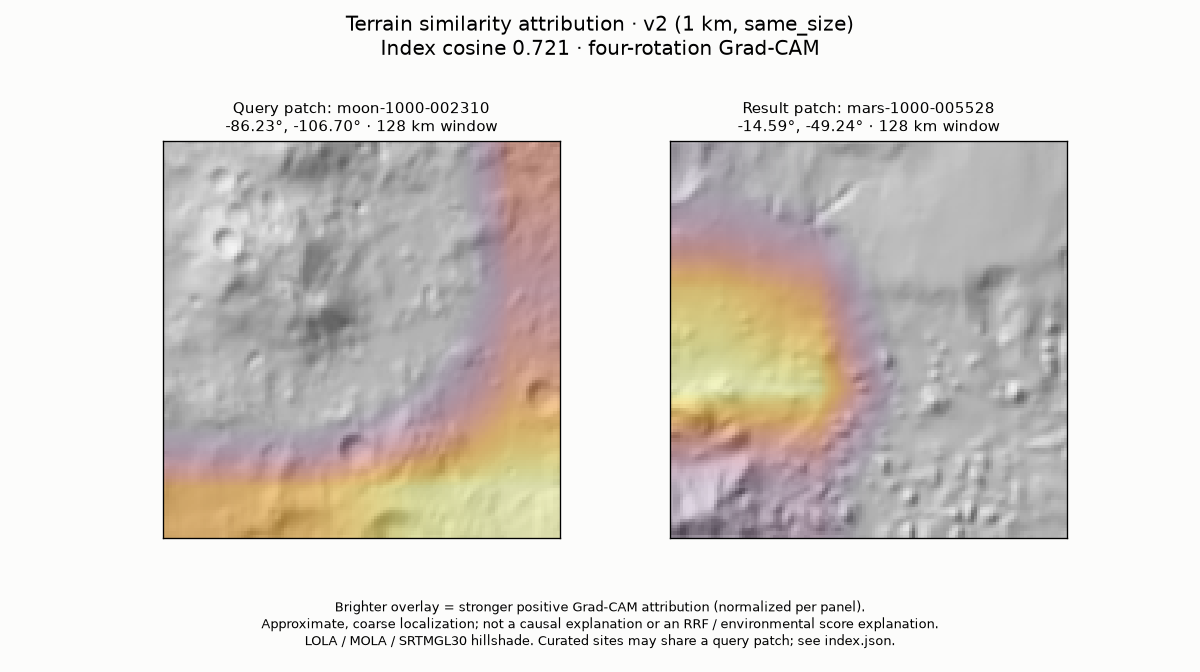 Terrain similarity attribution · v2 (1 km, same_size)
Index cosine 0.721 · four-rotation Grad-CAM
Query patch: moon-1000-002310
-86.23°, -106.70° · 128 km window
Result patch: mars-1000-005528
-14.59°, -49.24° · 128 km window
Brighter overlay = stronger positive Grad-CAM attribution (normalized per panel).
Approximate, coarse localization; not a causal explanation or an RRF / environmental score explanation.
LOLA / MOLA / SRTMGL30 hillshade. Curated sites may share a query patch; see index.json.